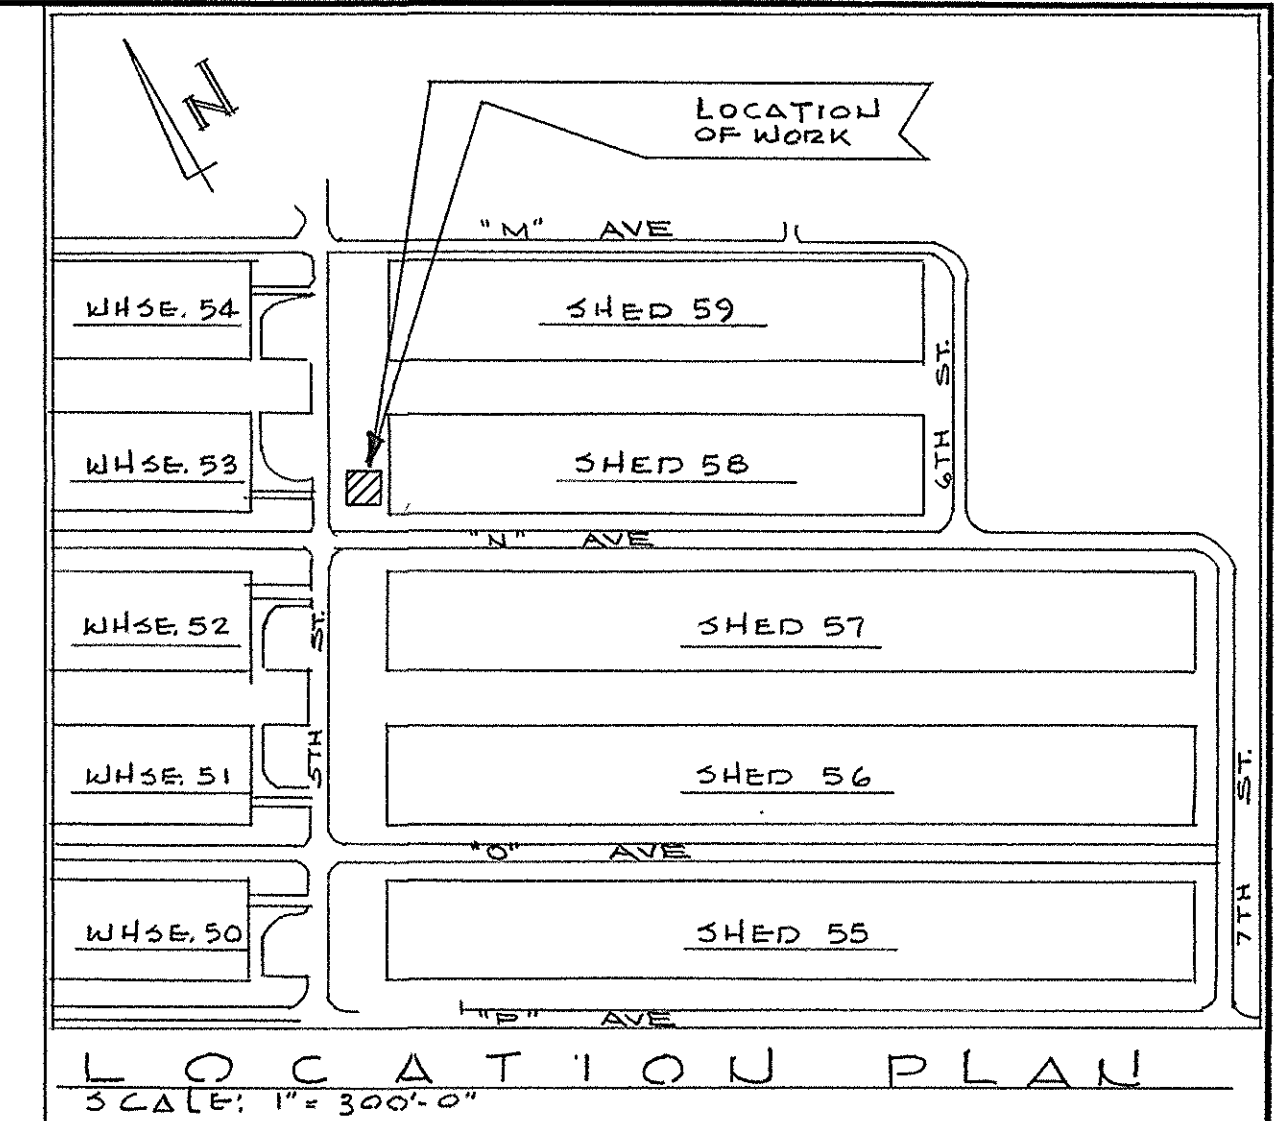 N
LOCATION
OF WORK
"M" AVE
WHSE. 54
SHED 59
6TH ST.
WHSE. 53
SHED 58
"N" AVE
WHSE. 52
SHED 57
5TH ST.
WHSE. 51
SHED 56
7TH ST.
"O" AVE
WHSE. 50
SHED 55
"P" AVE
LOCATION PLAN
SCALE: 1" = 300'-0"